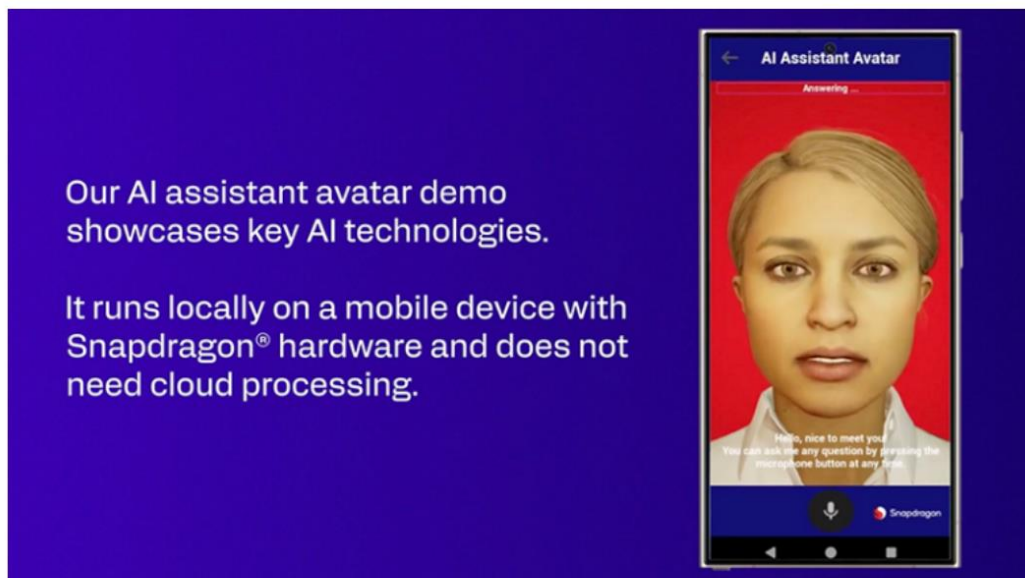 Our AI assistant avatar demo
showcases key AI technologies.
It runs locally on a mobile device with
Snapdragon® hardware and does not
need cloud processing.
AI Assistant Avatar
Answering ...
Hello, nice to meet you!
You can ask me any question by pressing the
microphone button at any time.
Snapdragon